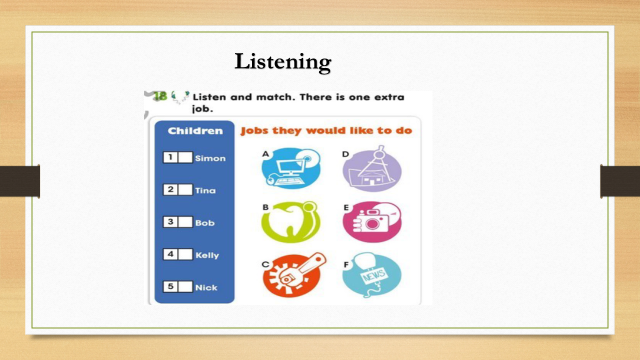 Listening
18 Listen and match. There is one extra
job.
Children Jobs they would like to do
1 Simon
2 Tina
3 Bob
4 Kelly
5 Nick
A D
B E
C F
NEWS